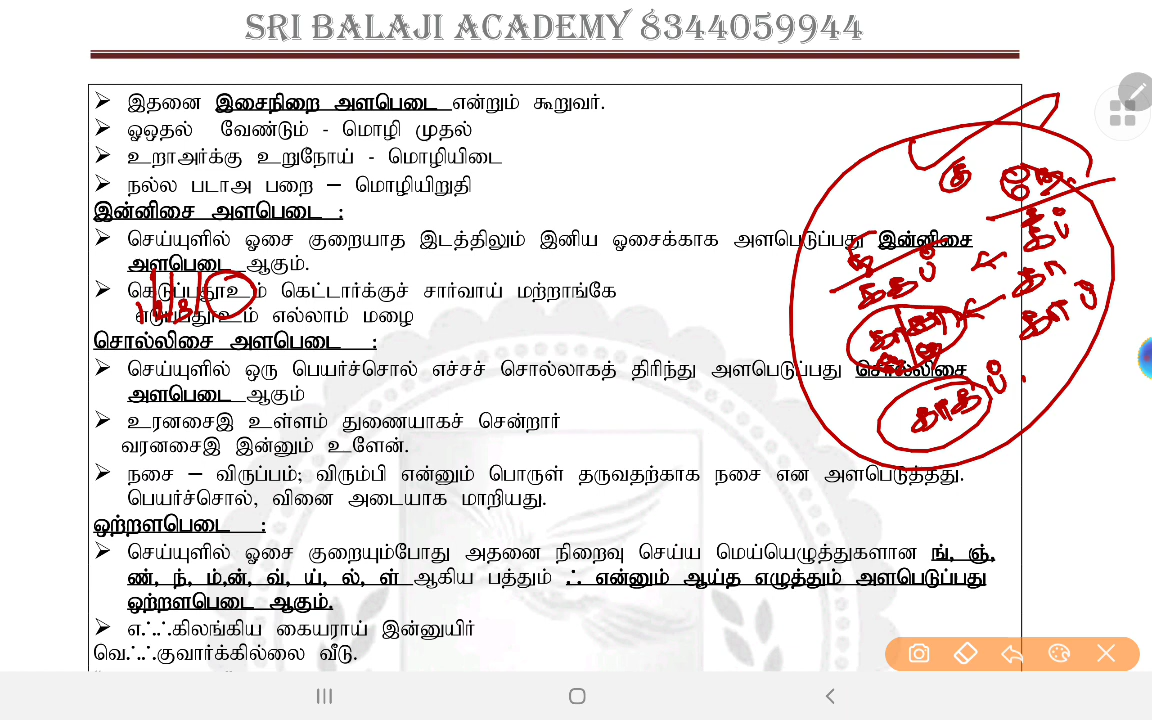 SRI BALAJI ACADEMY 8344059944
➢ இதனை இசைநிறை அளபெடை என்றும் கூறுவர்.
➢ ஓஒதல் வேண்டும் - மொழி முதல்
➢ உறாஅர்க்கு உறுநோய் - மொழியிடை
➢ நல்ல படாஅ பறை – மொழியிறுதி
இன்னிசை அளபெடை :
➢ செய்யுளில் ஓசை குறையாத இடத்திலும் இனிய ஓசைக்காக அளபெடுப்பது இன்னிசை
அளபெடை ஆகும்.
➢ கெடுப்பதூஉம் கெட்டார்க்குச் சார்வாய் மற்றாங்கே
எடுப்பதூஉம் எல்லாம் மழை
சொல்லிசை அளபெடை :
➢ செய்யுளில் ஒரு பெயர்ச்சொல் எச்சச் சொல்லாகத் திரிந்து அளபெடுப்பது சொல்லிசை
அளபெடை ஆகும்
➢ உரனசைஇ உள்ளம் துணையாகச் சென்றார்
வரனசைஇ இன்னும் உளேன்.
➢ நசை – விருப்பம்; விரும்பி என்னும் பொருள் தருவதற்காக நசை என அளபெடுத்தது.
பெயர்ச்சொல், வினை அடையாக மாறியது.
ஒற்றளபெடை :
➢ செய்யுளில் ஓசை குறையும்போது அதனை நிறைவு செய்ய மெய்யெழுத்துகளான ங், ஞ்,
ண், ந், ம்,ன், வ், ய், ல், ள் ஆகிய பத்தும் ஃ என்னும் ஆய்த எழுத்தும் அளபெடுப்பது
ஒற்றளபெடை ஆகும்.
➢ எஃஃகிலங்கிய கையராய் இன்னுயிர்
வெஃஃகுவார்க்கில்லை வீடு.